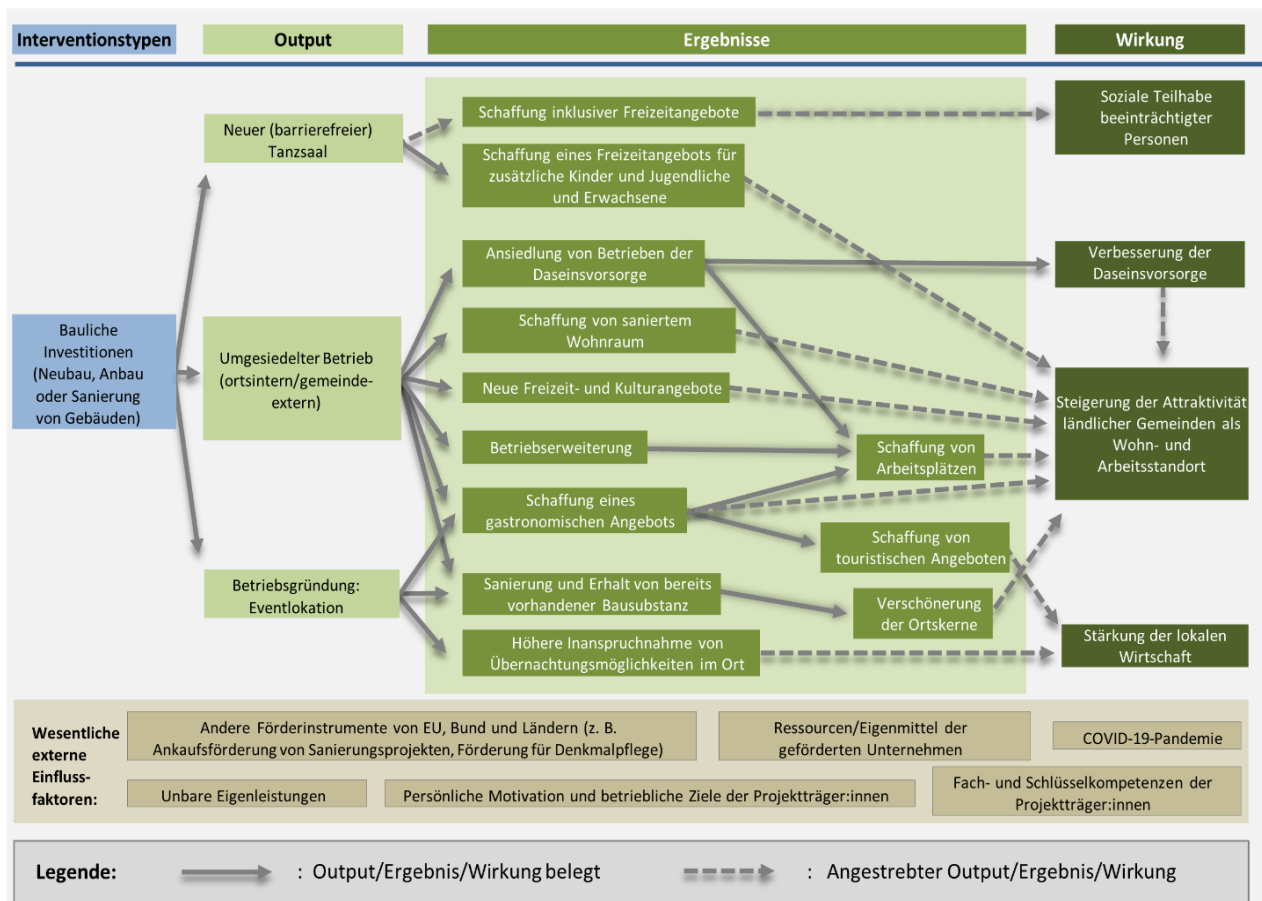 Interventionstypen
Output
Ergebnisse
Wirkung
Bauliche
Investitionen
(Neubau, Anbau
oder Sanierung
von Gebäuden)
Neuer (barrierefreier)
Tanzsaal
Umgesiedelter Betrieb
(ortsintern/gemeinde-
extern)
Betriebsgründung:
Eventlokation
Schaffung inklusiver Freizeitangebote
Schaffung eines Freizeitangebots für
zusätzliche Kinder und Jugendliche
und Erwachsene
Ansiedlung von Betrieben der
Daseinsvorsorge
Schaffung von saniertem
Wohnraum
Neue Freizeit- und Kulturangebote
Betriebserweiterung
Schaffung eines
gastronomischen Angebots
Sanierung und Erhalt von bereits
vorhandener Bausubstanz
Höhere Inanspruchnahme von
Übernachtungsmöglichkeiten im Ort
Schaffung von
Arbeitsplätzen
Schaffung von
touristischen Angeboten
Verschönerung
der Ortskerne
Soziale Teilhabe
beeinträchtigter
Personen
Verbesserung der
Daseinsvorsorge
Steigerung der Attraktivität
ländlicher Gemeinden als
Wohn- und
Arbeitsstandort
Stärkung der lokalen
Wirtschaft
Wesentliche
externe
Einfluss-
faktoren:
Andere Förderinstrumente von EU, Bund und Ländern (z. B.
Ankaufsförderung von Sanierungsprojekten, Förderung für Denkmalpflege)
Ressourcen/Eigenmittel der
geförderten Unternehmen
COVID-19-Pandemie
Unbare Eigenleistungen
Persönliche Motivation und betriebliche Ziele der Projektträger:innen
Fach- und Schlüsselkompetenzen der
Projektträger:innen
Legende:
: Output/Ergebnis/Wirkung belegt
: Angestrebter Output/Ergebnis/Wirkung